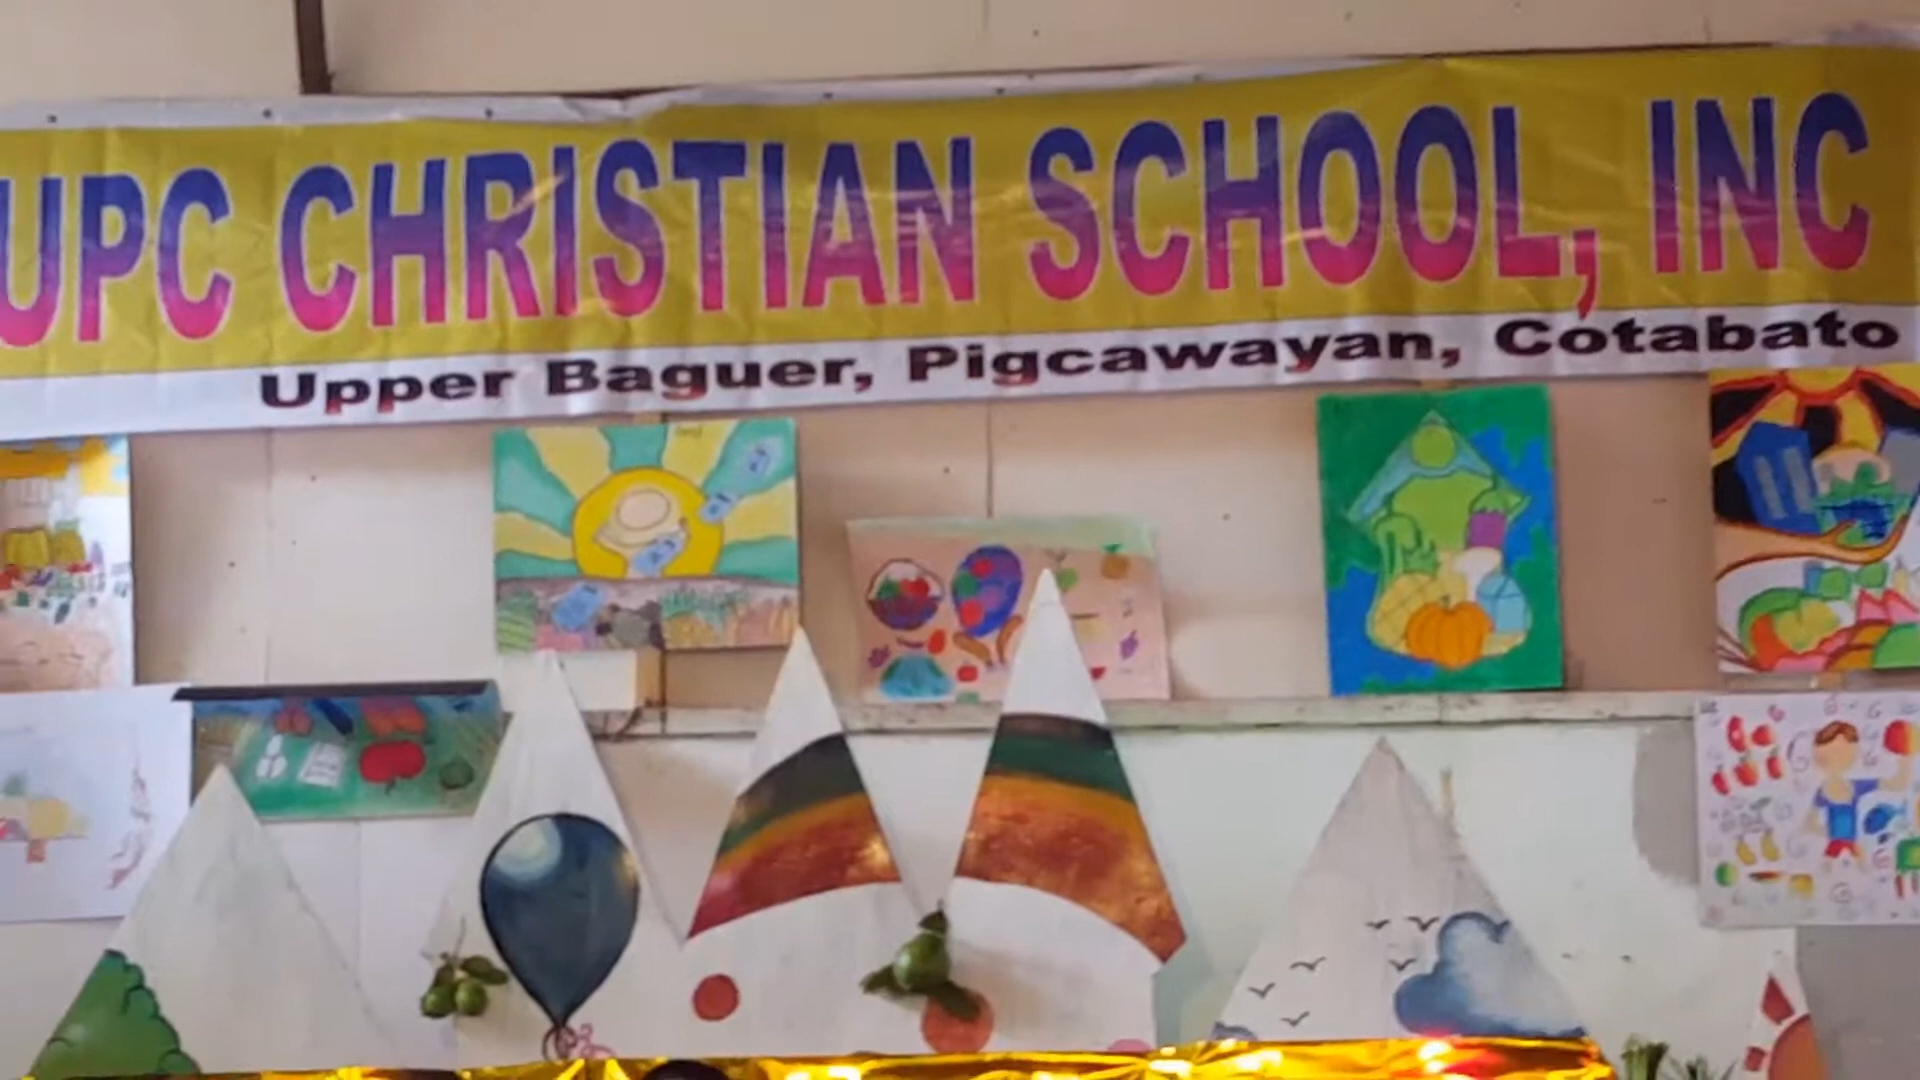 UPC CHRISTIAN SCHOOL, INC
Upper Baguer, Pigcawayan, Cotabato